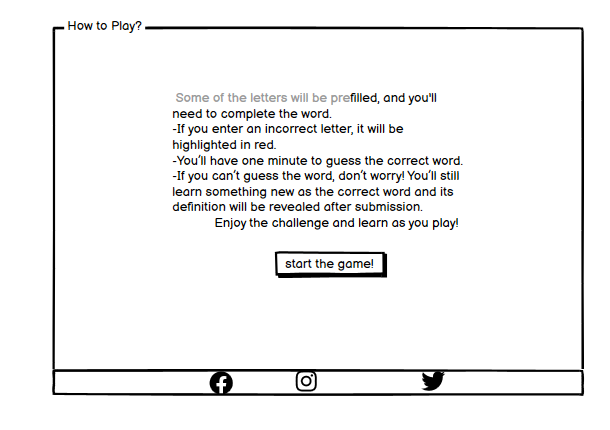 How to Play?
Some of the letters will be prefilled, and you'll
need to complete the word.
-If you enter an incorrect letter, it will be
highlighted in red.
-You'll have one minute to guess the correct word.
-If you can't guess the word, don't worry! You'll still
learn something new as the correct word and its
definition will be revealed after submission.
Enjoy the challenge and learn as you play!
start the game!